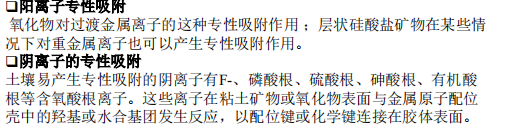 ❑阳离子专性吸附
氧化物对过渡金属离子的这种专性吸附作用 ；层状硅酸盐矿物在某些情
况下对重金属离子也可以产生专性吸附作用。
❑阴离子的专性吸附
土壤易产生专性吸附的阴离子有F-、磷酸根、硫酸根、砷酸根、有机酸
根等含氧酸根离子。这些离子在粘土矿物或氧化物表面与金属原子配位
壳中的羟基或水合基团发生反应，以配位键或化学键连接在胶体表面。